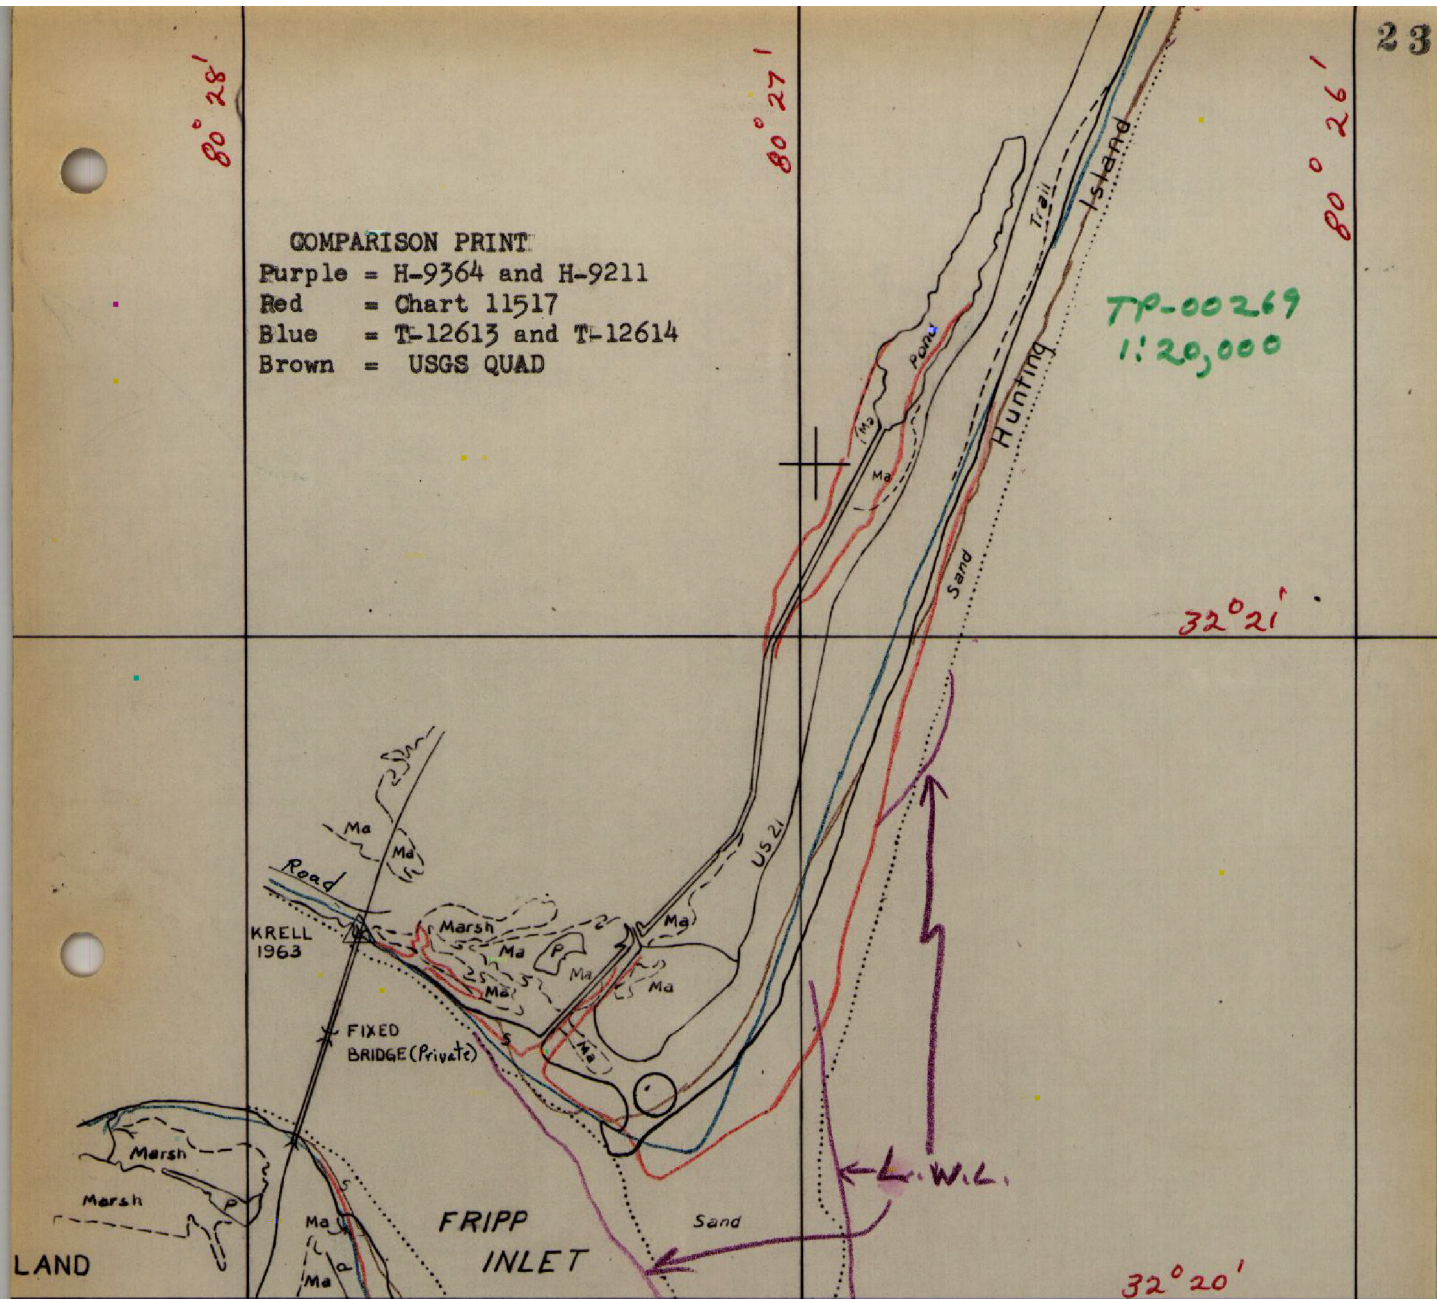 23
80° 28'
80° 27'
80° 26'
COMPARISON PRINT
Purple = H-9364 and H-9211
Red = Chart 11517
Blue = T-12613 and T-12614
Brown = USGS QUAD
TP-00269
1:20,000
Island
Trail
Hunting
Pond
Ma
Ma
Sand
32° 21'
US 21
Ma
Ma
Road
KRELL
1963
Marsh
Ma
P
Ma
Ma
Ma
Ma
S
Ma
FIXED
BRIDGE (Private)
Marsh
Marsh
P
S
Ma
P
Ma
L.W.L.
FRIPP
INLET
Sand
LAND
32° 20'